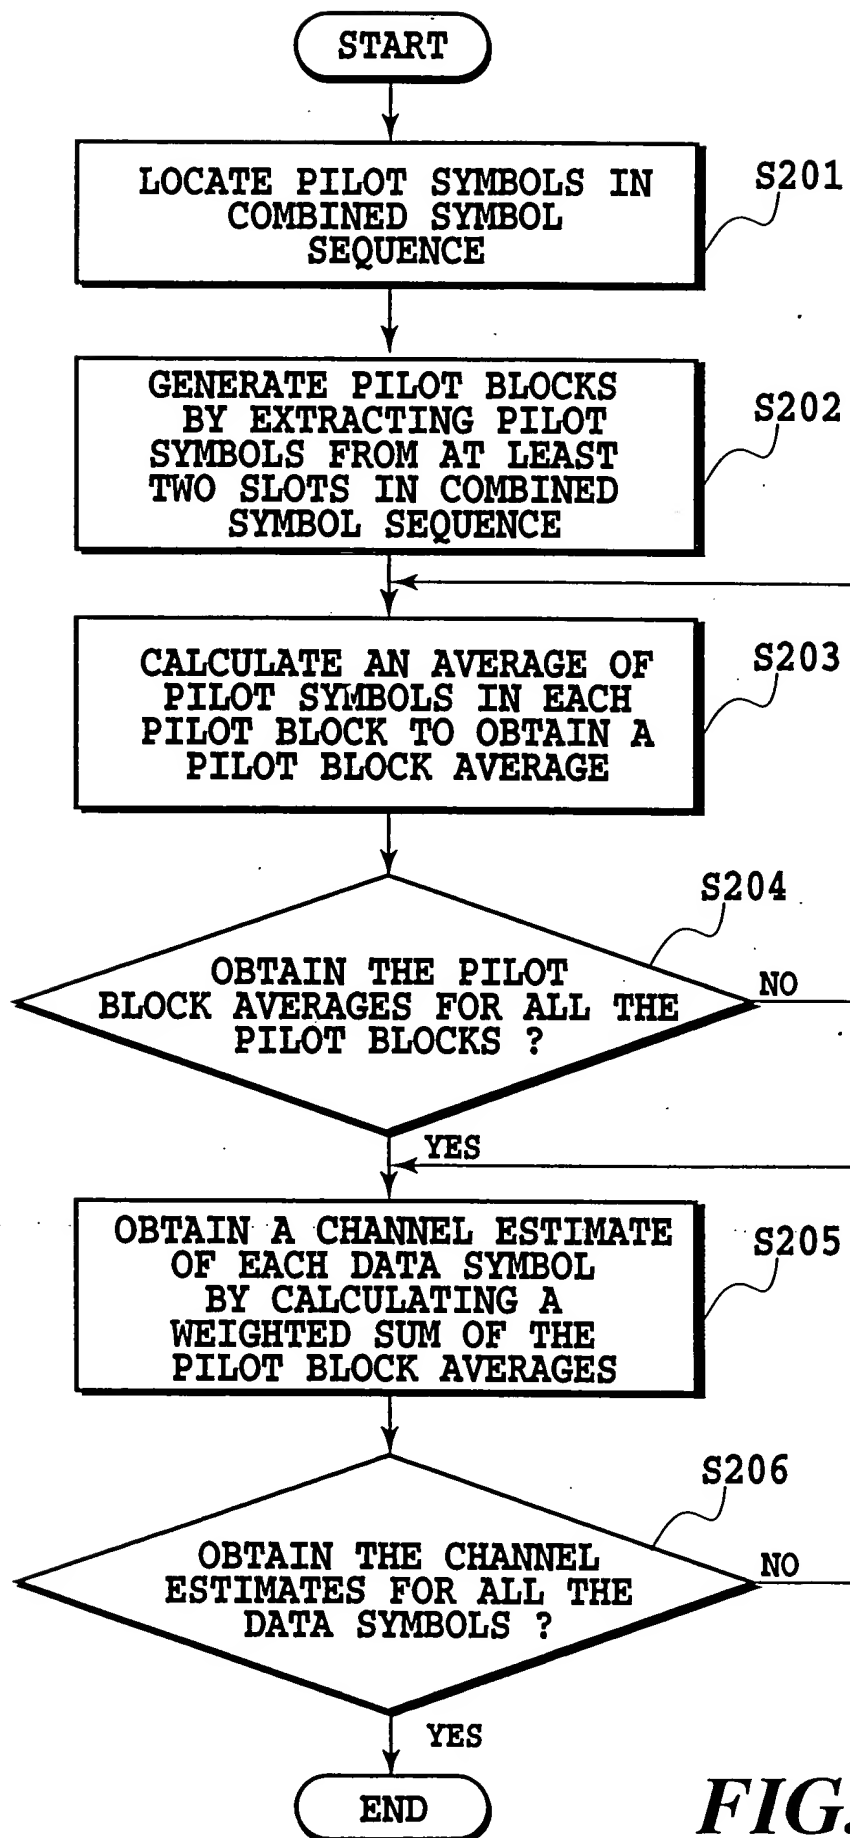 START
LOCATE PILOT SYMBOLS IN
COMBINED SYMBOL
SEQUENCE
S201
GENERATE PILOT BLOCKS
BY EXTRACTING PILOT
SYMBOLS FROM AT LEAST
TWO SLOTS IN COMBINED
SYMBOL SEQUENCE
S202
CALCULATE AN AVERAGE OF
PILOT SYMBOLS IN EACH
PILOT BLOCK TO OBTAIN A
PILOT BLOCK AVERAGE
S203
S204
OBTAIN THE PILOT
BLOCK AVERAGES FOR ALL THE
PILOT BLOCKS ?
NO
YES
OBTAIN A CHANNEL ESTIMATE
OF EACH DATA SYMBOL
BY CALCULATING A
WEIGHTED SUM OF THE
PILOT BLOCK AVERAGES
S205
S206
OBTAIN THE CHANNEL
ESTIMATES FOR ALL THE
DATA SYMBOLS ?
NO
YES
END
FIG.